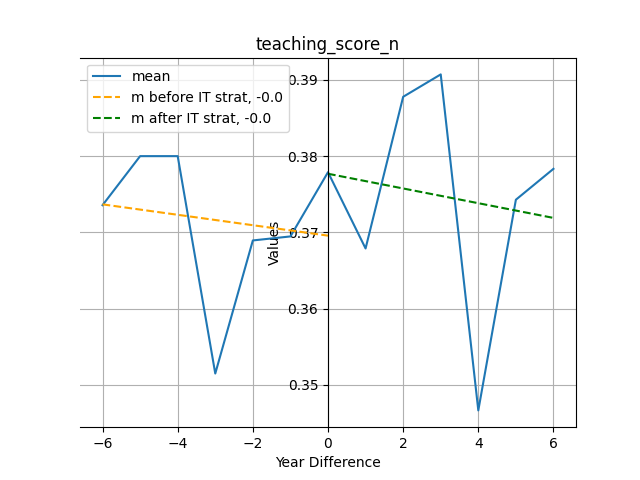 teaching_score_n
mean
m before IT strat, -0.0
m after IT strat, -0.0
0.39
0.38
0.37
0.36
0.35
Values
−6 −4 −2 0 2 4 6
Year Difference